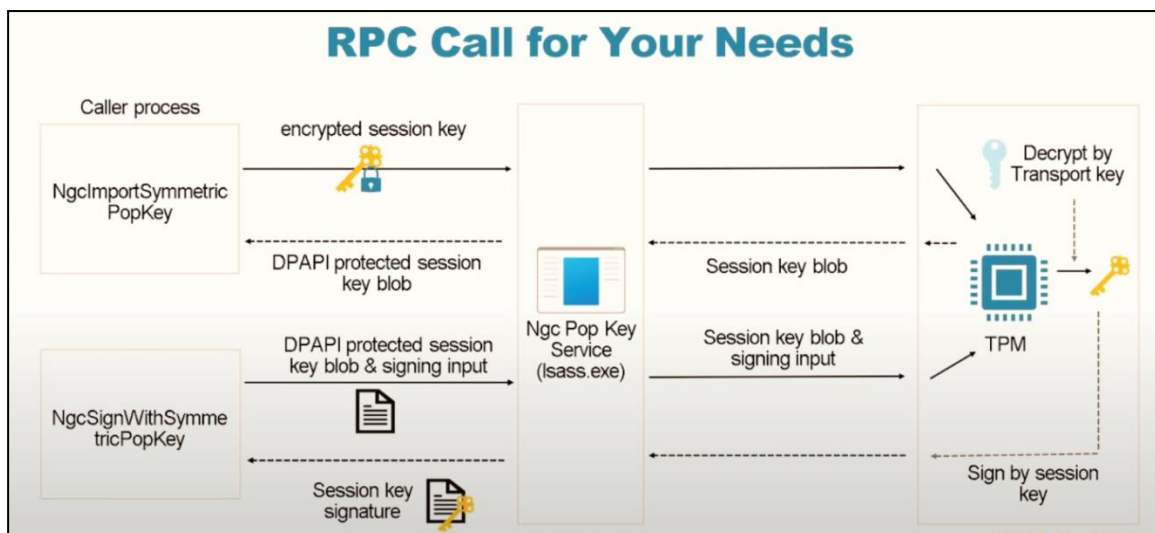 RPC Call for Your Needs
Caller process
NgcImportSymmetric
PopKey
encrypted session key
DPAPI protected session
key blob
Session key blob
Decrypt by
Transport key
TPM
Ngc Pop Key
Service
(lsass.exe)
NgcSignWithSymme
tricPopKey
DPAPI protected session
key blob & signing input
Session key blob &
signing input
Session key
signature
Sign by session
key